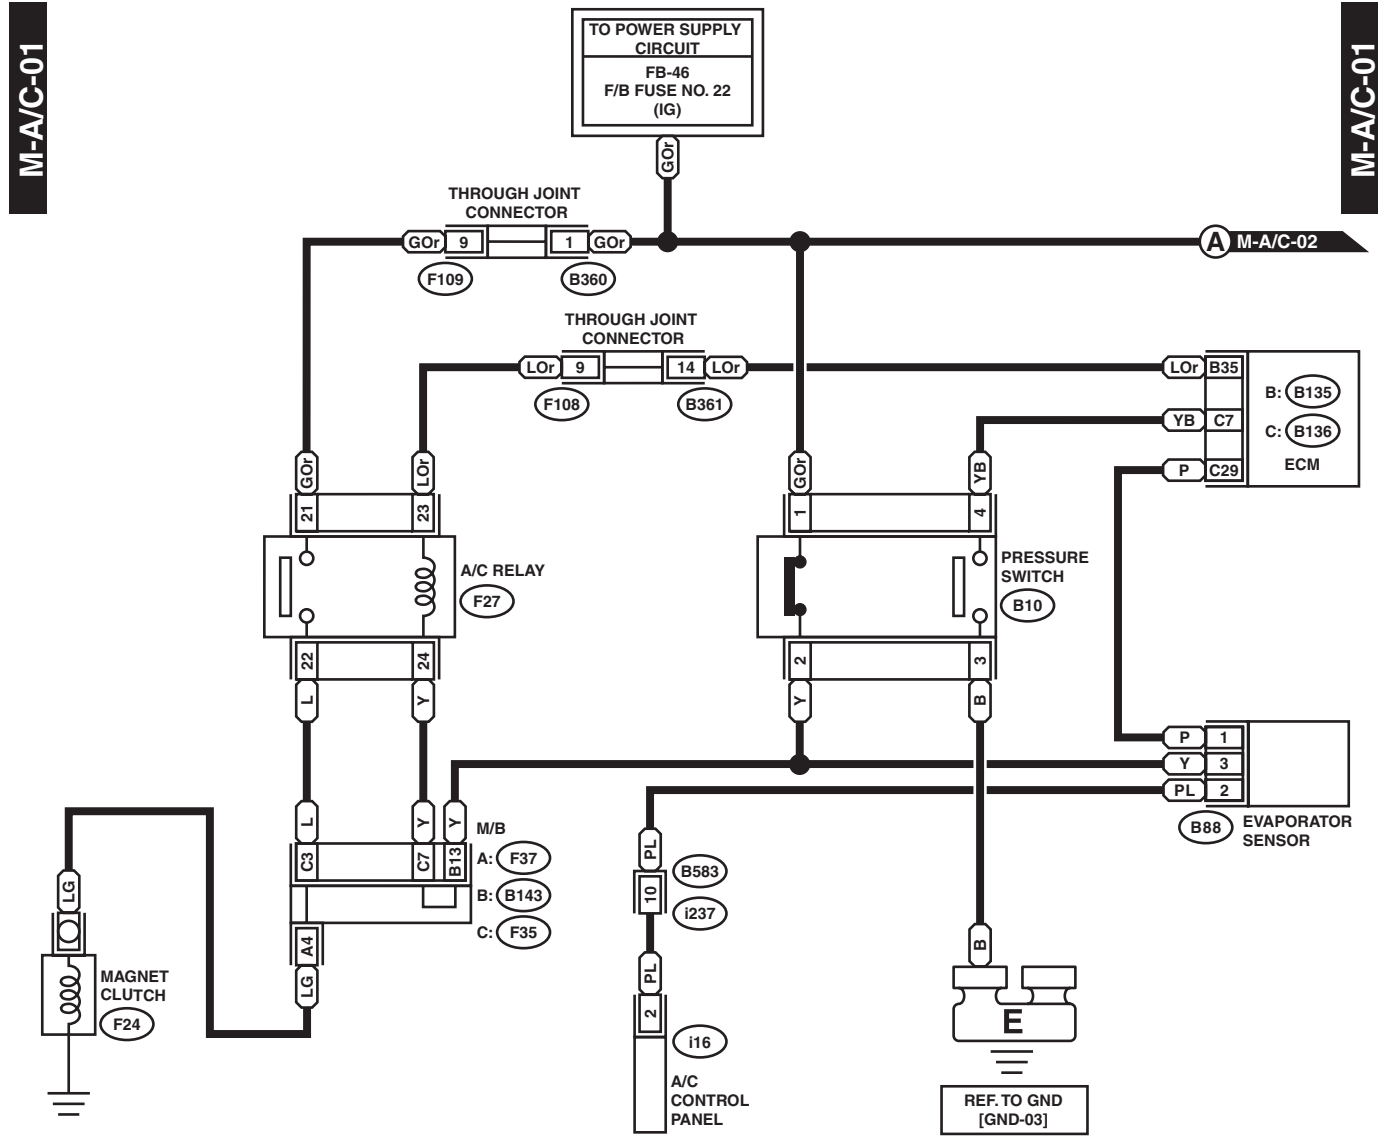 M-A/C-01
M-A/C-01
TO POWER SUPPLY
CIRCUIT
FB-46
F/B FUSE NO. 22
(IG)
GOr
THROUGH JOINT
CONNECTOR
GOr 9 1 GOr
F109 B360
A M-A/C-02
THROUGH JOINT
CONNECTOR
LOr 9 14 LOr
F108 B361
LOr B35
B: B135
YB C7
C: B136
P C29
ECM
GOr LOr GOr YB
21 23 1 4
A/C RELAY
F27
PRESSURE
SWITCH
B10
22 24 2 3
L Y Y B
P 1
Y 3
PL 2
B88
EVAPORATOR
SENSOR
L Y Y
M/B
C3 C7 B13
A: F37
B: B143
C: F35
A4
LG
LG
MAGNET
CLUTCH
F24
PL
B583
10
i237
PL
2
i16
A/C
CONTROL
PANEL
B
E
REF. TO GND
[GND-03]